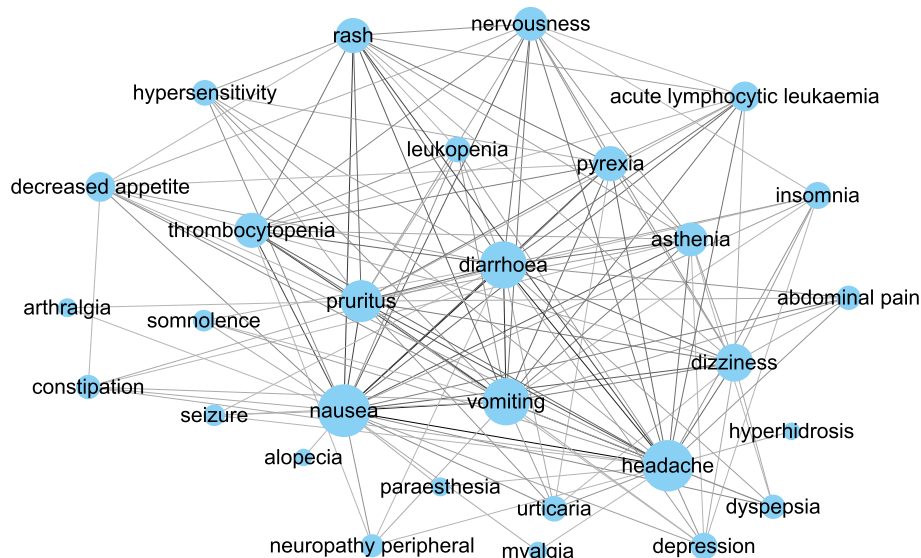 nervousness
rash
hypersensitivity
acute lymphocytic leukaemia
leukopenia
pyrexia
decreased appetite
insomnia
thrombocytopenia
asthenia
diarrhoea
pruritus
abdominal pain
arthralgia
somnolence
dizziness
constipation
vomiting
nausea
seizure
hyperhidrosis
alopecia
headache
paraesthesia
urticaria
dyspepsia
neuropathy peripheral
myalgia
depression